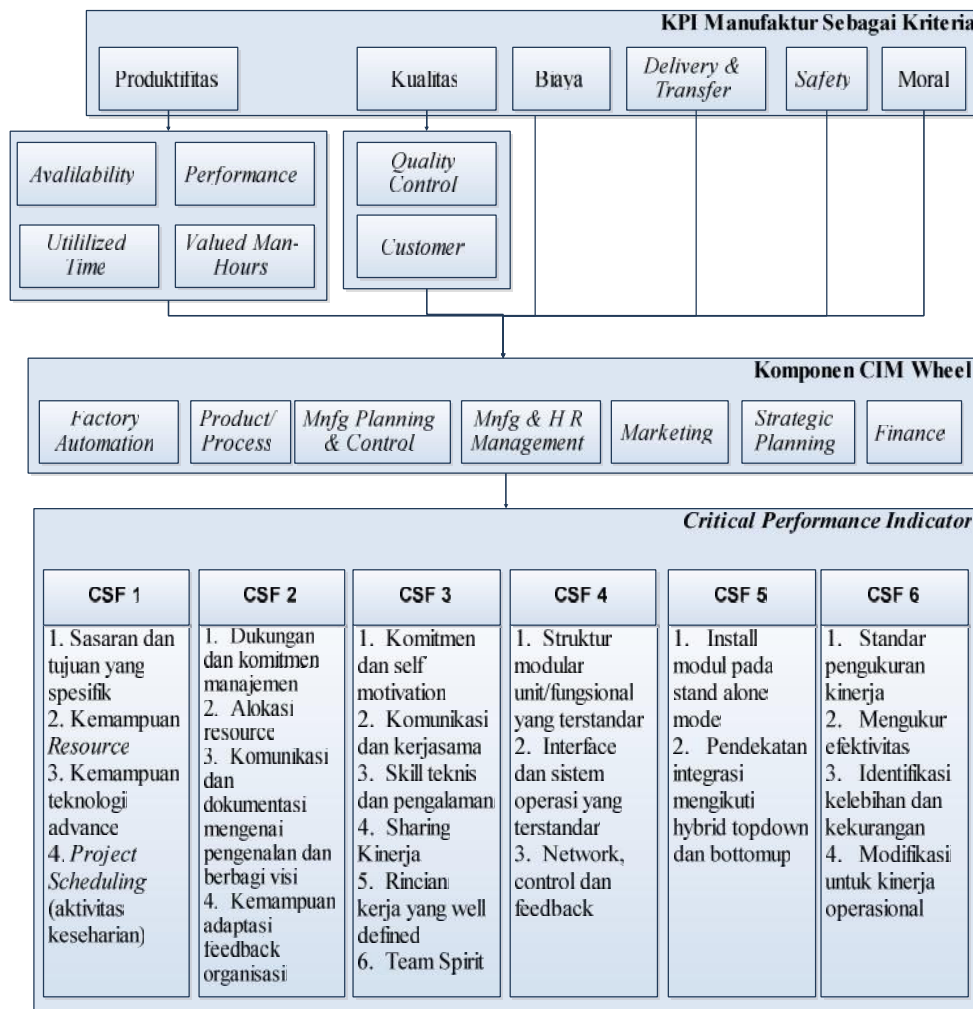 KPI Manufaktur Sebagai Kriteria
Produktifitas
Kualitas
Biaya
Delivery &
Transfer
Safety
Moral
Avalilability
Performance
Utililized
Time
Valued Man-
Hours
Quality
Control
Customer
Komponen CIM Wheel
Factory
Automation
Product/
Process
Mnfg Planning
& Control
Mnfg & H R
Management
Marketing
Strategic
Planning
Finance
Critical Performance Indicator
CSF 1
1. Sasaran dan
tujuan yang
spesifik
2. Kemampuan
Resource
3. Kemampuan
teknologi
advance
4. Project
Scheduling
(aktivitas
keseharian)
CSF 2
1. Dukungan
dan komitmen
manajemen
2. Alokasi
resource
3. Komunikasi
dan
dokumentasi
mengenai
pengenalan dan
berbagi visi
4. Kemampuan
adaptasi
feedback
organisasi
CSF 3
1. Komitmen
dan self
motivation
2. Komunikasi
dan kerjasama
3. Skill teknis
dan pengalaman
4. Sharing
Kinerja
5. Rincian
kerja yang well
defined
6. Team Spirit
CSF 4
1. Struktur
modular
unit/fungsional
yang terstandar
2. Interface
dan sistem
operasi yang
terstandar
3. Network,
control dan
feedback
CSF 5
1. Install
modul pada
stand alone
mode
2. Pendekatan
integrasi
mengikuti
hybrid topdown
dan bottomup
CSF 6
1. Standar
pengukuran
kinerja
2. Mengukur
efektivitas
3. Identifikasi
kelebihan dan
kekurangan
4. Modifikasi
untuk kinerja
operasional